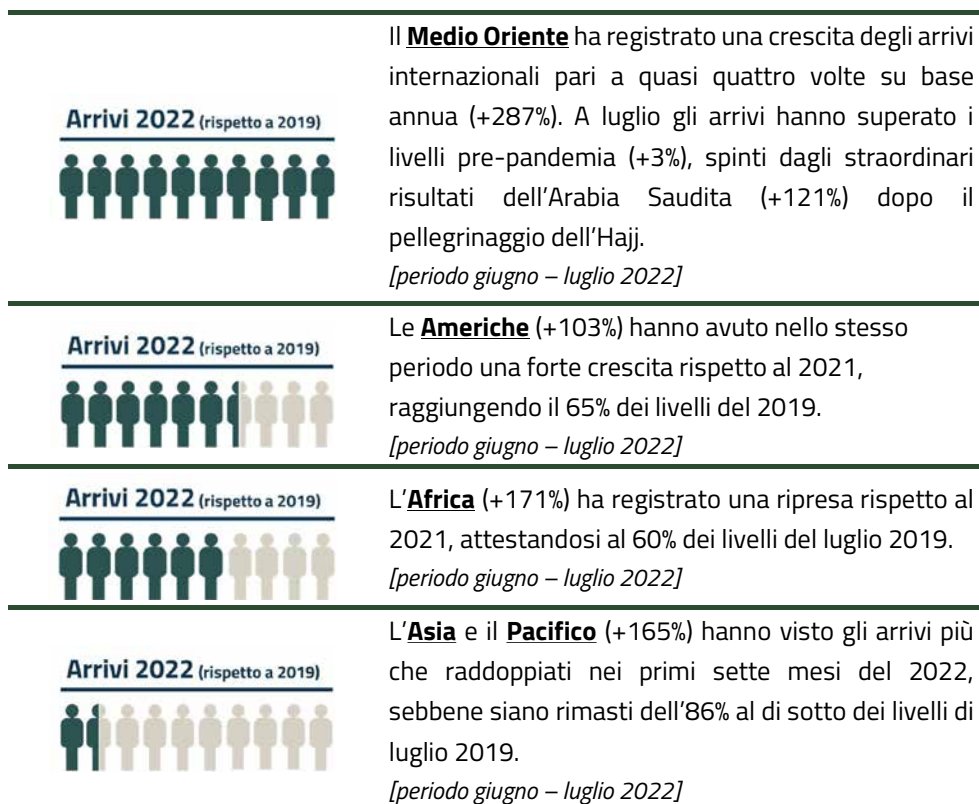 Arrivi 2022 (rispetto a 2019)
Il Medio Oriente ha registrato una crescita degli arrivi
internazionali pari a quasi quattro volte su base
annua (+287%). A luglio gli arrivi hanno superato i
livelli pre-pandemia (+3%), spinti dagli straordinari
risultati dell’Arabia Saudita (+121%) dopo il
pellegrinaggio dell’Hajj.
[periodo giugno – luglio 2022]
Arrivi 2022 (rispetto a 2019)
Le Americhe (+103%) hanno avuto nello stesso
periodo una forte crescita rispetto al 2021,
raggiungendo il 65% dei livelli del 2019.
[periodo giugno – luglio 2022]
Arrivi 2022 (rispetto a 2019)
L’Africa (+171%) ha registrato una ripresa rispetto al
2021, attestandosi al 60% dei livelli del luglio 2019.
[periodo giugno – luglio 2022]
Arrivi 2022 (rispetto a 2019)
L’Asia e il Pacifico (+165%) hanno visto gli arrivi più
che raddoppiati nei primi sette mesi del 2022,
sebbene siano rimasti dell’86% al di sotto dei livelli di
luglio 2019.
[periodo giugno – luglio 2022]